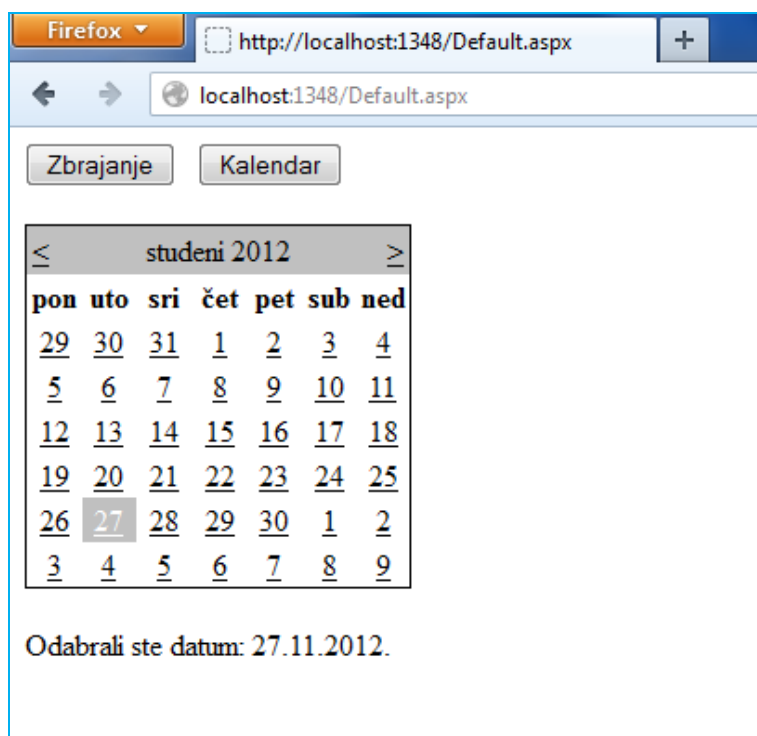 Firefox
http://localhost:1348/Default.aspx
+
localhost:1348/Default.aspx
Zbrajanje Kalendar
< studeni 2012 >
pon uto sri čet pet sub ned
29 30 31 1 2 3 4
5 6 7 8 9 10 11
12 13 14 15 16 17 18
19 20 21 22 23 24 25
26 27 28 29 30 1 2
3 4 5 6 7 8 9
Odabrali ste datum: 27.11.2012.